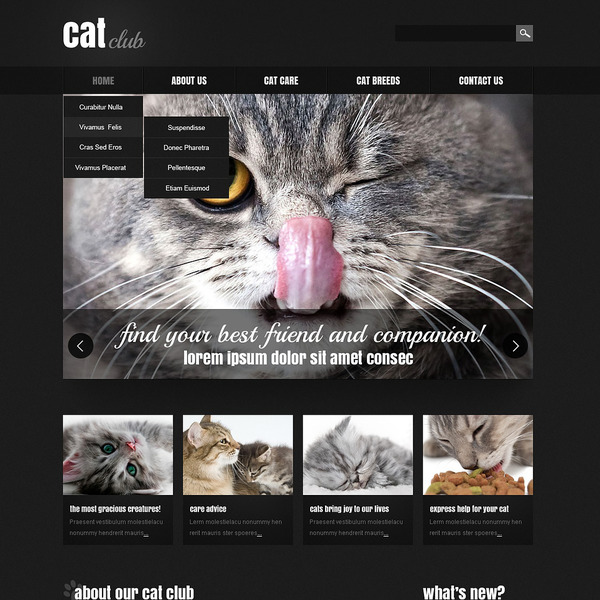 cat club
HOME ABOUT US CAT CARE CAT BREEDS CONTACT US
Curabitur Nulla
Vivamus Felis
Cras Sed Eros
Vivamus Placerat
Suspendisse
Donec Pharetra
Pellentesque
Etiam Euismod
find your best friend and companion!
lorem ipsum dolor sit amet consec
the most gracious creatures!
Praesent vestibulum molestielacu
nonummy hendrerit mauris...
care advice
Lerm molestielacu nonummy hen
rerit mauris ster speores...
cats bring joy to our lives
Praesent vestibulum molestielacu
nonummy hendrerit mauris...
express help for your cat
Lerm molestielacu nonummy hen
rerit mauris ster speores...
about our cat club
what's new?